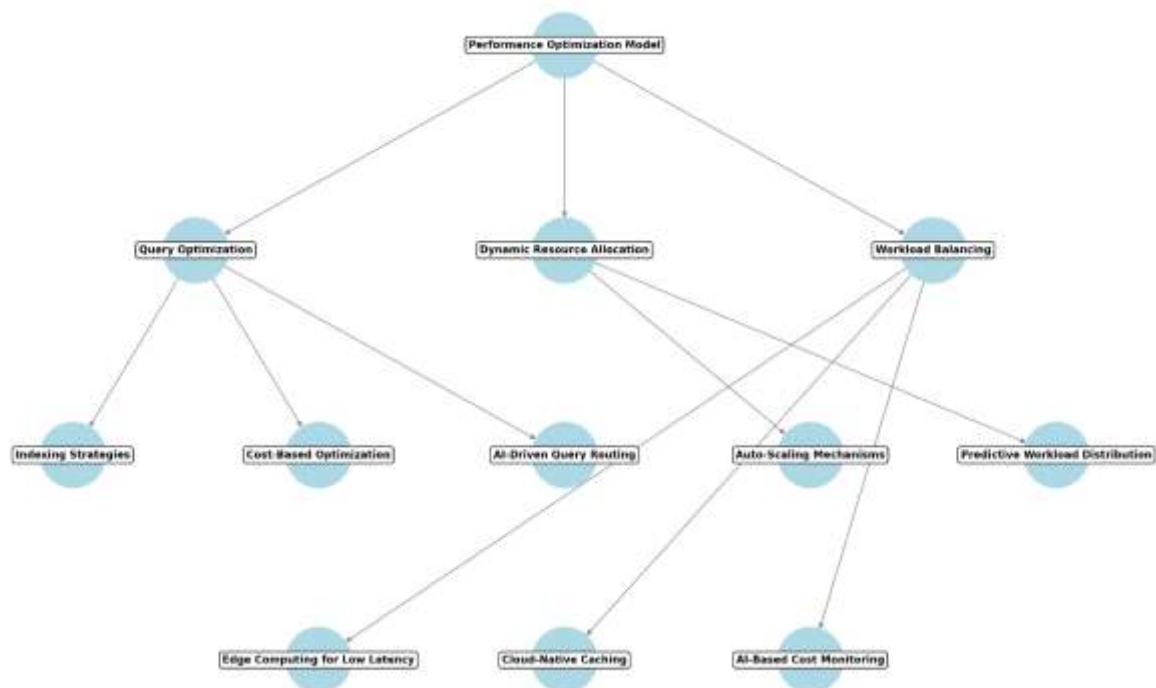 Performance Optimization Model
Query Optimization
Dynamic Resource Allocation
Workload Balancing
Indexing Strategies
Cost-Based Optimization
AI-Driven Query Routing
Auto-Scaling Mechanisms
Predictive Workload Distribution
Edge Computing for Low Latency
Cloud-Native Caching
AI-Based Cost Monitoring